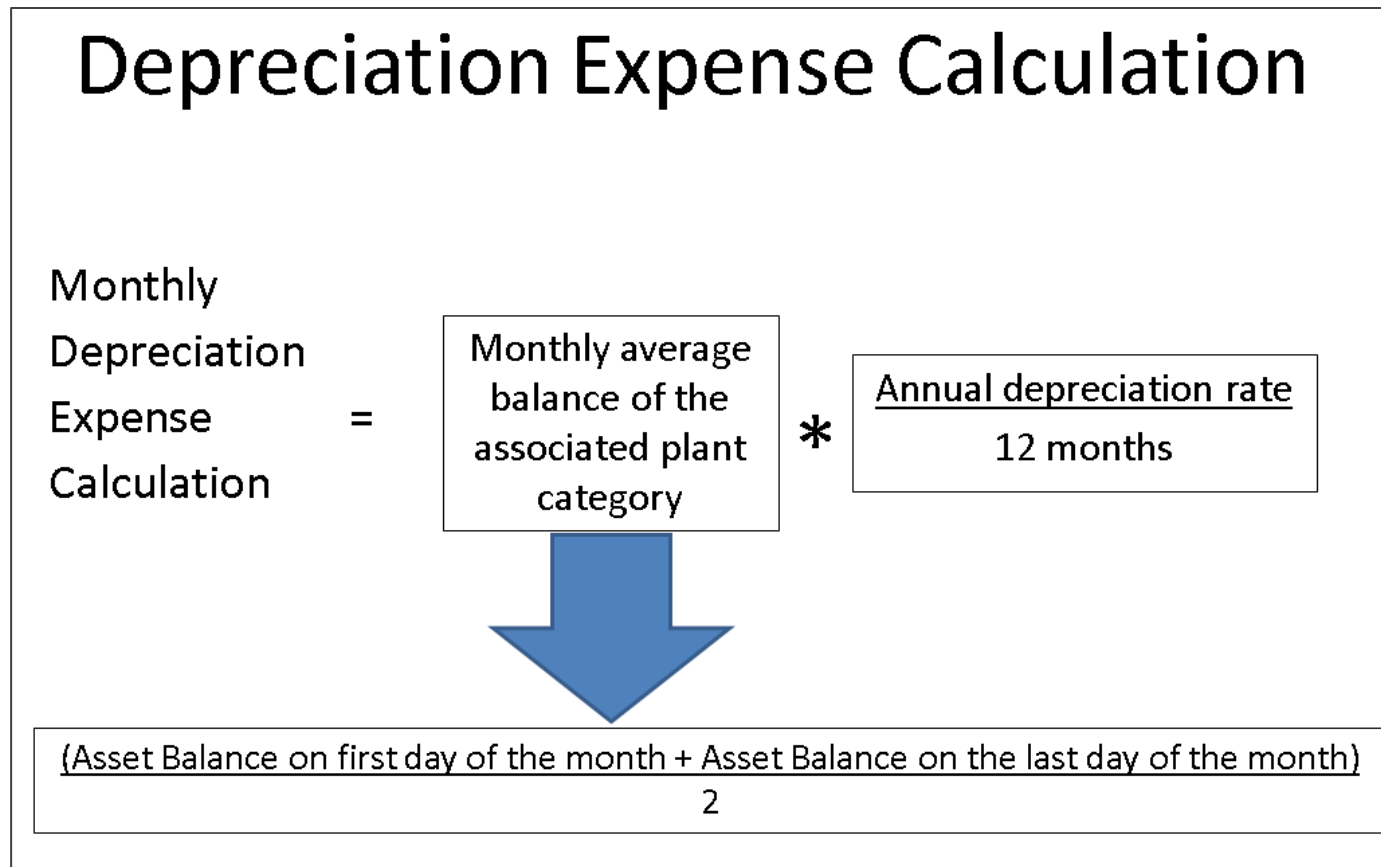 Depreciation Expense Calculation
Monthly
Depreciation
Expense =
Calculation
Monthly average
balance of the
associated plant
category
*
Annual depreciation rate
12 months
(Asset Balance on first day of the month + Asset Balance on the last day of the month)
2